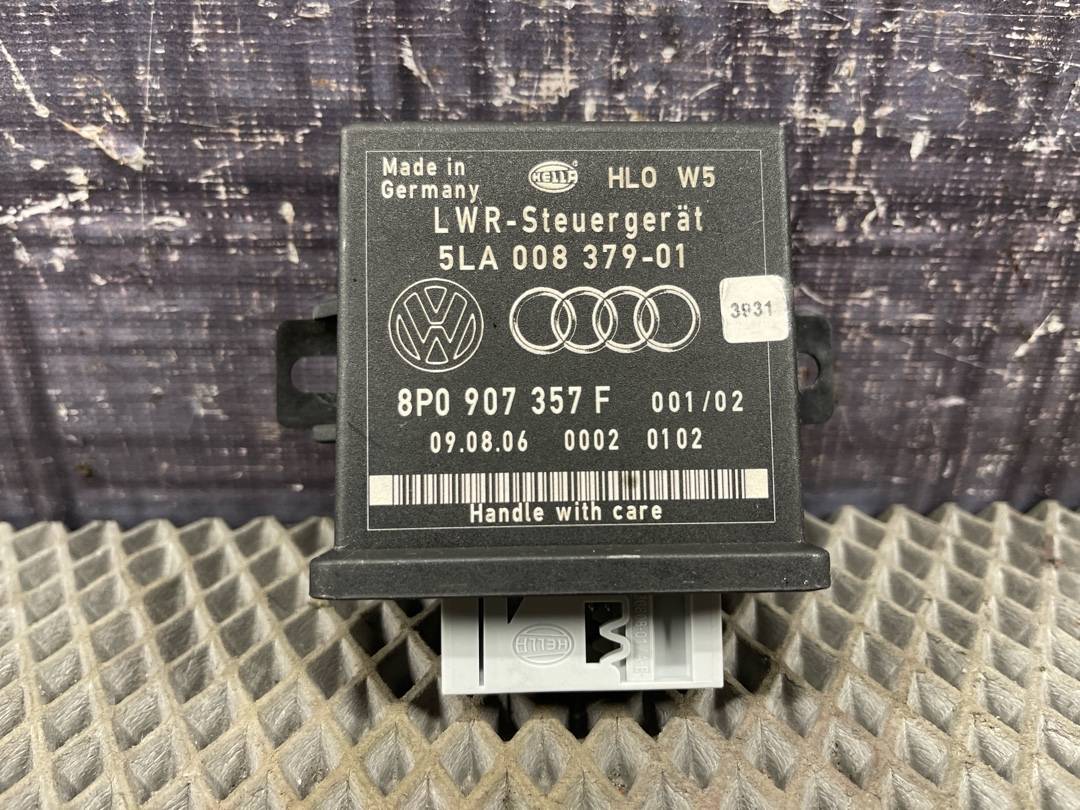 Made in
Germany
HELLA HLO W5
LWR-Steuergerät
5LA 008 379-01
3931
8P0 907 357 F 001/02
09.08.06 0002 0102
Handle with care
HELLA